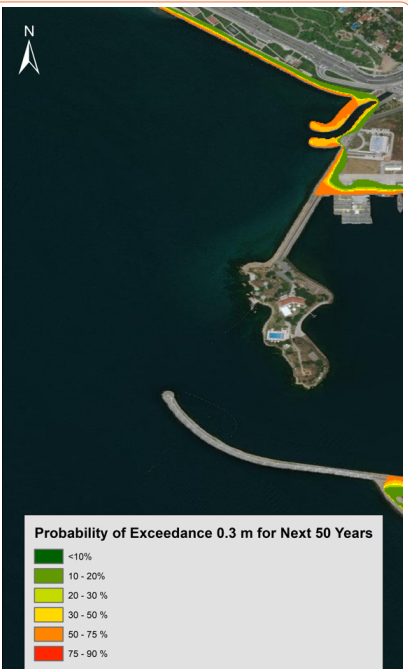 N
Probability of Exceedance 0.3 m for Next 50 Years
<10%
10 - 20%
20 - 30 %
30 - 50 %
50 - 75 %
75 - 90 %